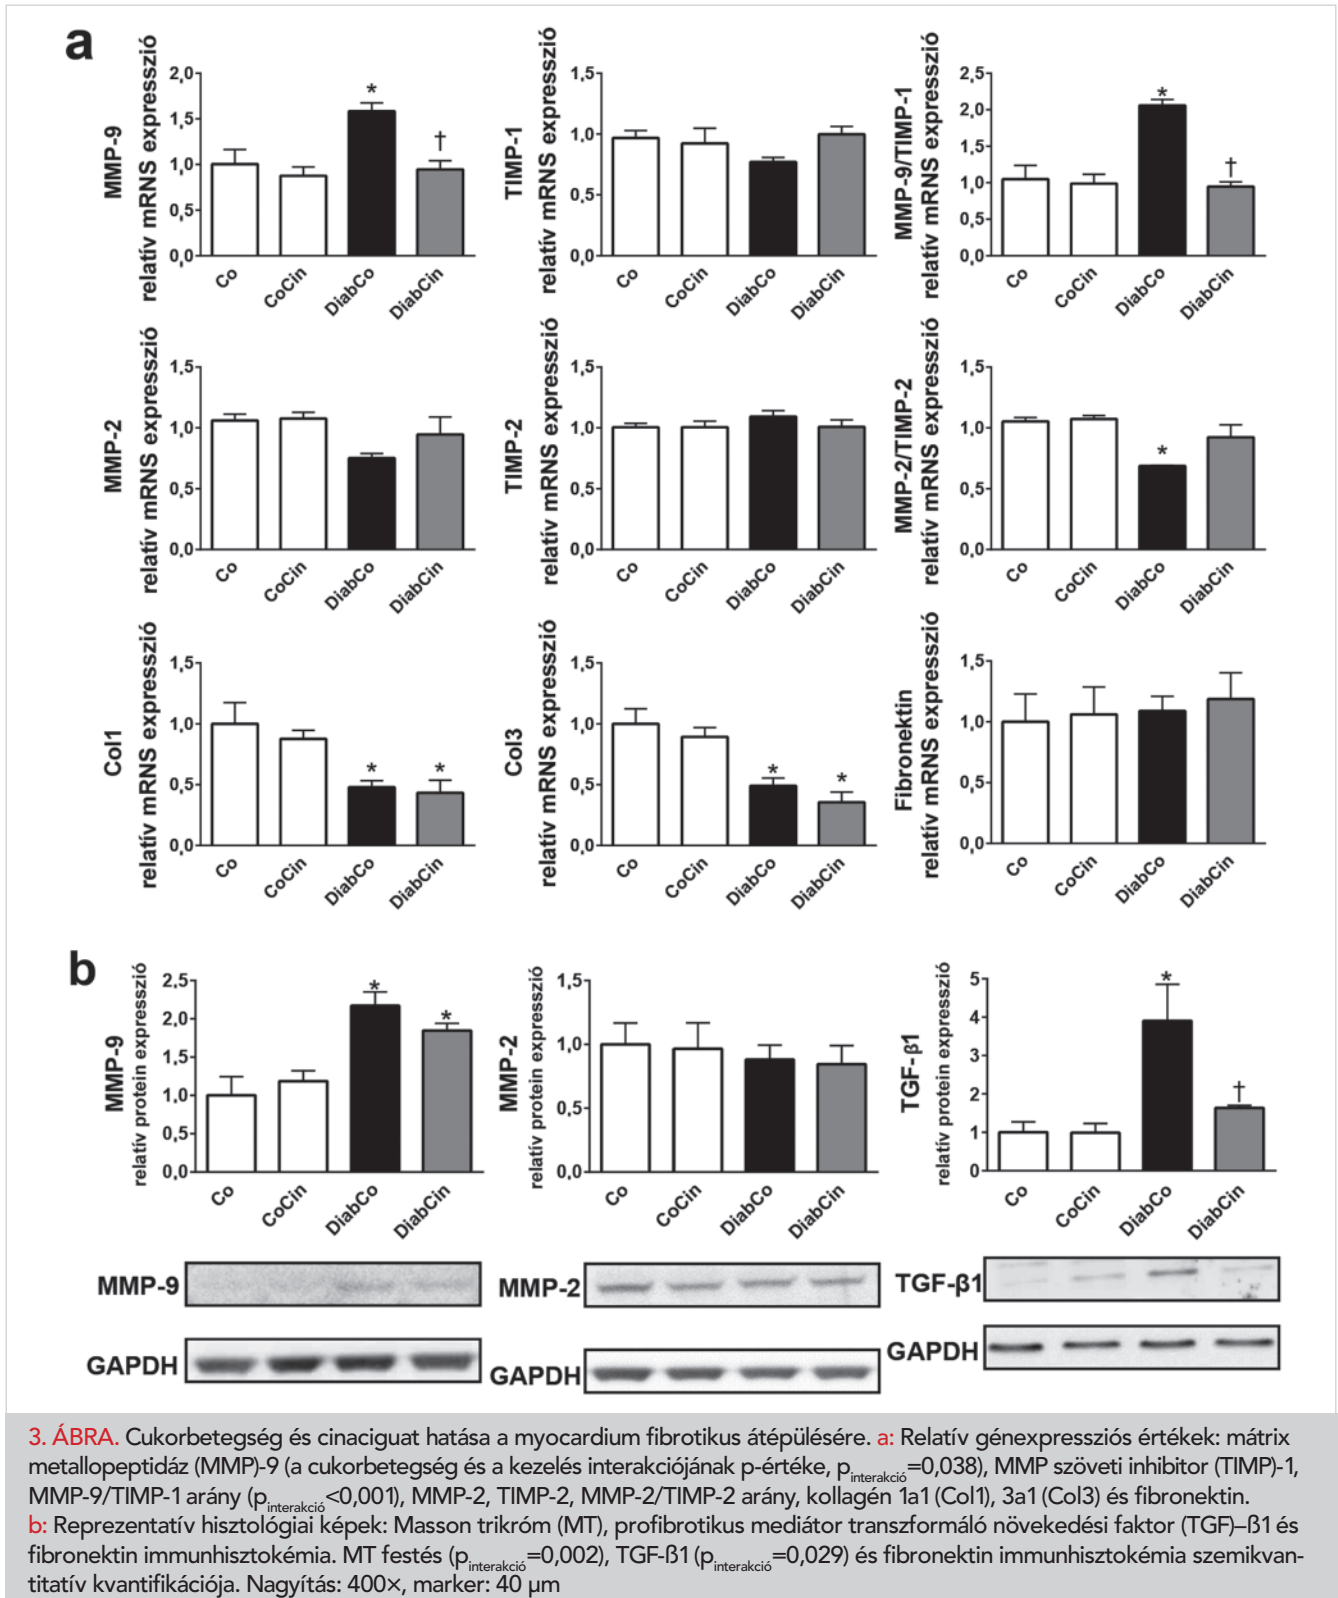 a
MMP-9
relatív mRNS expresszió
2,0
1,5
1,0
0,5
0,0
*
†
Co
CoCin
DiabCo
DiabCin
TIMP-1
relatív mRNS expresszió
1,5
1,0
0,5
0,0
Co
CoCin
DiabCo
DiabCin
MMP-9/TIMP-1
relatív mRNS expresszió
2,5
2,0
1,5
1,0
0,5
0,0
*
†
Co
CoCin
DiabCo
DiabCin
MMP-2
relatív mRNS expresszió
1,5
1,0
0,5
0,0
Co
CoCin
DiabCo
DiabCin
TIMP-2
relatív mRNS expresszió
1,5
1,0
0,5
0,0
Co
CoCin
DiabCo
DiabCin
MMP-2/TIMP-2
relatív mRNS expresszió
1,5
1,0
0,5
0,0
*
Co
CoCin
DiabCo
DiabCin
Col1
relatív mRNS expresszió
1,5
1,0
0,5
0,0
*
*
Co
CoCin
DiabCo
DiabCin
Col3
relatív mRNS expresszió
1,5
1,0
0,5
0,0
*
*
Co
CoCin
DiabCo
DiabCin
Fibronektin
relatív mRNS expresszió
1,5
1,0
0,5
0,0
Co
CoCin
DiabCo
DiabCin
b
MMP-9
relatív protein expresszió
2,5
2,0
1,5
1,0
0,5
0,0
*
*
Co
CoCin
DiabCo
DiabCin
MMP-2
relatív protein expresszió
1,5
1,0
0,5
0,0
Co
CoCin
DiabCo
DiabCin
TGF-β1
relatív protein expresszió
5
4
3
2
1
0
*
†
Co
CoCin
DiabCo
DiabCin
MMP-9
GAPDH
MMP-2
GAPDH
TGF-β1
GAPDH
3. ÁBRA. Cukorbetegség és cinaciguat hatása a myocardium fibrotikus átépülésére. a: Relatív génexpressziós értékek: mátrix
metallopeptidáz (MMP)-9 (a cukorbetegség és a kezelés interakciójának p-értéke, pinterakció=0,038), MMP szöveti inhibitor (TIMP)-1,
MMP-9/TIMP-1 arány (pinterakció<0,001), MMP-2, TIMP-2, MMP-2/TIMP-2 arány, kollagén 1a1 (Col1), 3a1 (Col3) és fibronektin.
b: Reprezentatív hisztológiai képek: Masson trikróm (MT), profibrotikus mediátor transzformáló növekedési faktor (TGF)–ß1 és
fibronektin immunhisztokémia. MT festés (pinterakció=0,002), TGF-ß1 (pinterakció=0,029) és fibronektin immunhisztokémia szemikvan-
titatív kvantifikációja. Nagyítás: 400×, marker: 40 µm